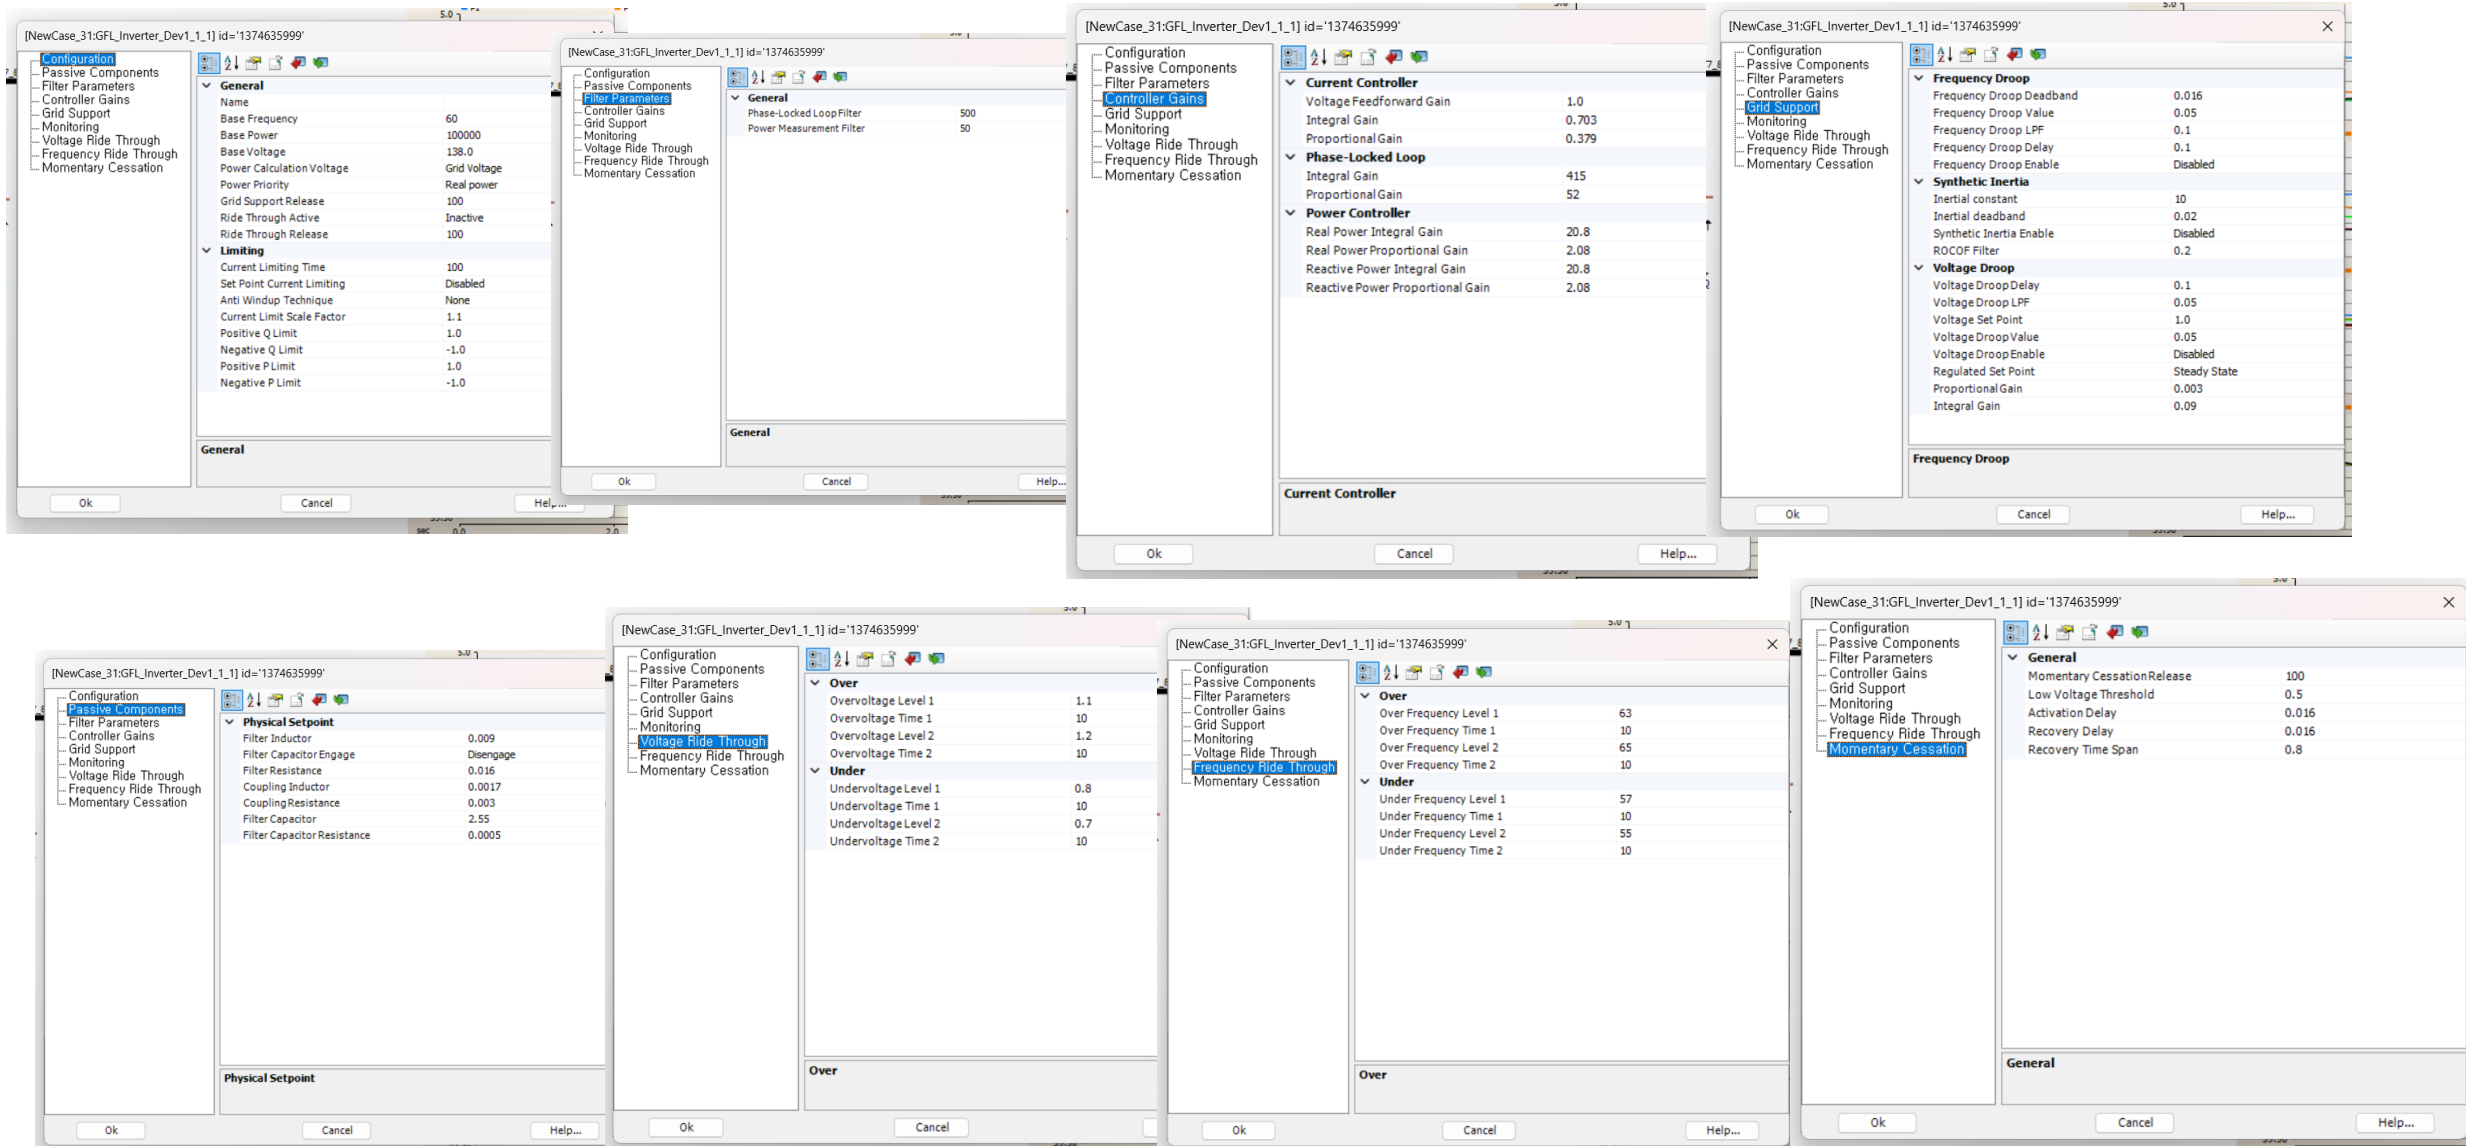 5.0
[NewCase_31:GFL_Inverter_Dev1_1_1] id='1374635999'
Configuration
Passive Components
Filter Parameters
Controller Gains
Grid Support
Monitoring
Voltage Ride Through
Frequency Ride Through
Momentary Cessation
General
Name
Base Frequency 60
Base Power 100000
Base Voltage 138.0
Power Calculation Voltage Grid Voltage
Power Priority Real power
Grid Support Release 100
Ride Through Active Inactive
Ride Through Release 100
Limiting
Current Limiting Time 100
Set Point Current Limiting Disabled
Anti Windup Technique None
Current Limit Scale Factor 1.1
Positive Q Limit 1.0
Negative Q Limit -1.0
Positive P Limit 1.0
Negative P Limit -1.0
General
Ok Cancel Help...
sec 0.0 2.0
[NewCase_31:GFL_Inverter_Dev1_1_1] id='1374635999'
Configuration
Passive Components
Filter Parameters
Controller Gains
Grid Support
Monitoring
Voltage Ride Through
Frequency Ride Through
Momentary Cessation
General
Phase-Locked Loop Filter 500
Power Measurement Filter 50
General
Ok Cancel Help...
[NewCase_31:GFL_Inverter_Dev1_1_1] id='1374635999'
Configuration
Passive Components
Filter Parameters
Controller Gains
Grid Support
Monitoring
Voltage Ride Through
Frequency Ride Through
Momentary Cessation
Current Controller
Voltage Feedforward Gain 1.0
Integral Gain 0.703
Proportional Gain 0.379
Phase-Locked Loop
Integral Gain 415
Proportional Gain 52
Power Controller
Real Power Integral Gain 20.8
Real Power Proportional Gain 2.08
Reactive Power Integral Gain 20.8
Reactive Power Proportional Gain 2.08
Current Controller
Ok Cancel Help...
[NewCase_31:GFL_Inverter_Dev1_1_1] id='1374635999'
Configuration
Passive Components
Filter Parameters
Controller Gains
Grid Support
Monitoring
Voltage Ride Through
Frequency Ride Through
Momentary Cessation
Frequency Droop
Frequency Droop Deadband 0.016
Frequency Droop Value 0.05
Frequency Droop LPF 0.1
Frequency Droop Delay 0.1
Frequency Droop Enable Disabled
Synthetic Inertia
Inertial constant 10
Inertial deadband 0.02
Synthetic Inertia Enable Disabled
ROCOF Filter 0.2
Voltage Droop
Voltage Droop Delay 0.1
Voltage Droop LPF 0.05
Voltage Set Point 1.0
Voltage Droop Value 0.05
Voltage Droop Enable Disabled
Regulated Set Point Steady State
Proportional Gain 0.003
Integral Gain 0.09
Frequency Droop
Ok Cancel Help...
5.0
[NewCase_31:GFL_Inverter_Dev1_1_1] id='1374635999'
Configuration
Passive Components
Filter Parameters
Controller Gains
Grid Support
Monitoring
Voltage Ride Through
Frequency Ride Through
Momentary Cessation
Physical Setpoint
Filter Inductor 0.009
Filter Capacitor Engage Disengage
Filter Resistance 0.016
Coupling Inductor 0.0017
Coupling Resistance 0.003
Filter Capacitor 2.55
Filter Capacitor Resistance 0.0005
Physical Setpoint
Ok Cancel Help...
[NewCase_31:GFL_Inverter_Dev1_1_1] id='1374635999'
Configuration
Passive Components
Filter Parameters
Controller Gains
Grid Support
Monitoring
Voltage Ride Through
Frequency Ride Through
Momentary Cessation
Over
Overvoltage Level 1 1.1
Overvoltage Time 1 10
Overvoltage Level 2 1.2
Overvoltage Time 2 10
Under
Undervoltage Level 1 0.8
Undervoltage Time 1 10
Undervoltage Level 2 0.7
Undervoltage Time 2 10
Over
Ok Cancel
5.0
[NewCase_31:GFL_Inverter_Dev1_1_1] id='1374635999'
Configuration
Passive Components
Filter Parameters
Controller Gains
Grid Support
Monitoring
Voltage Ride Through
Frequency Ride Through
Momentary Cessation
Over
Over Frequency Level 1 63
Over Frequency Time 1 10
Over Frequency Level 2 65
Over Frequency Time 2 10
Under
Under Frequency Level 1 57
Under Frequency Time 1 10
Under Frequency Level 2 55
Under Frequency Time 2 10
Over
Ok Cancel Help...
[NewCase_31:GFL_Inverter_Dev1_1_1] id='1374635999'
Configuration
Passive Components
Filter Parameters
Controller Gains
Grid Support
Monitoring
Voltage Ride Through
Frequency Ride Through
Momentary Cessation
General
Momentary Cessation Release 100
Low Voltage Threshold 0.5
Activation Delay 0.016
Recovery Delay 0.016
Recovery Time Span 0.8
General
Ok Cancel Help...